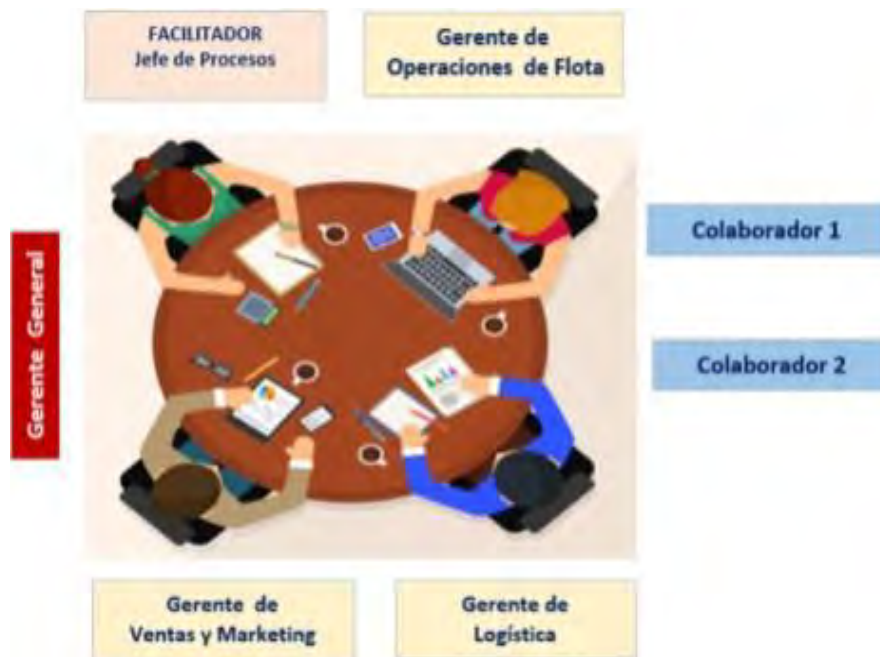 FACILITADOR
Jefe de Procesos
Gerente de
Operaciones de Flota
Gerente General
Colaborador 1
Colaborador 2
Gerente de
Ventas y Marketing
Gerente de
Logística